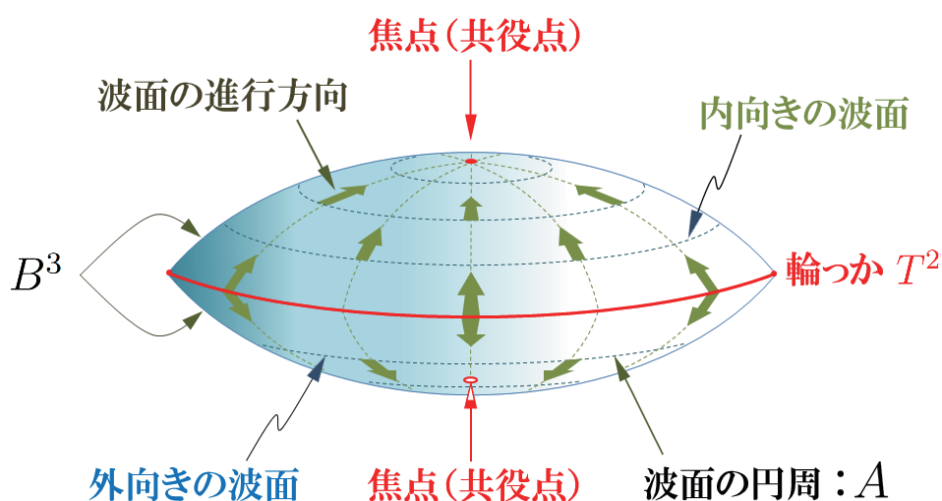 焦点(共役点)
波面の進行方向
内向きの波面
B³
輪っか T²
外向きの波面
焦点(共役点)
波面の円周:A